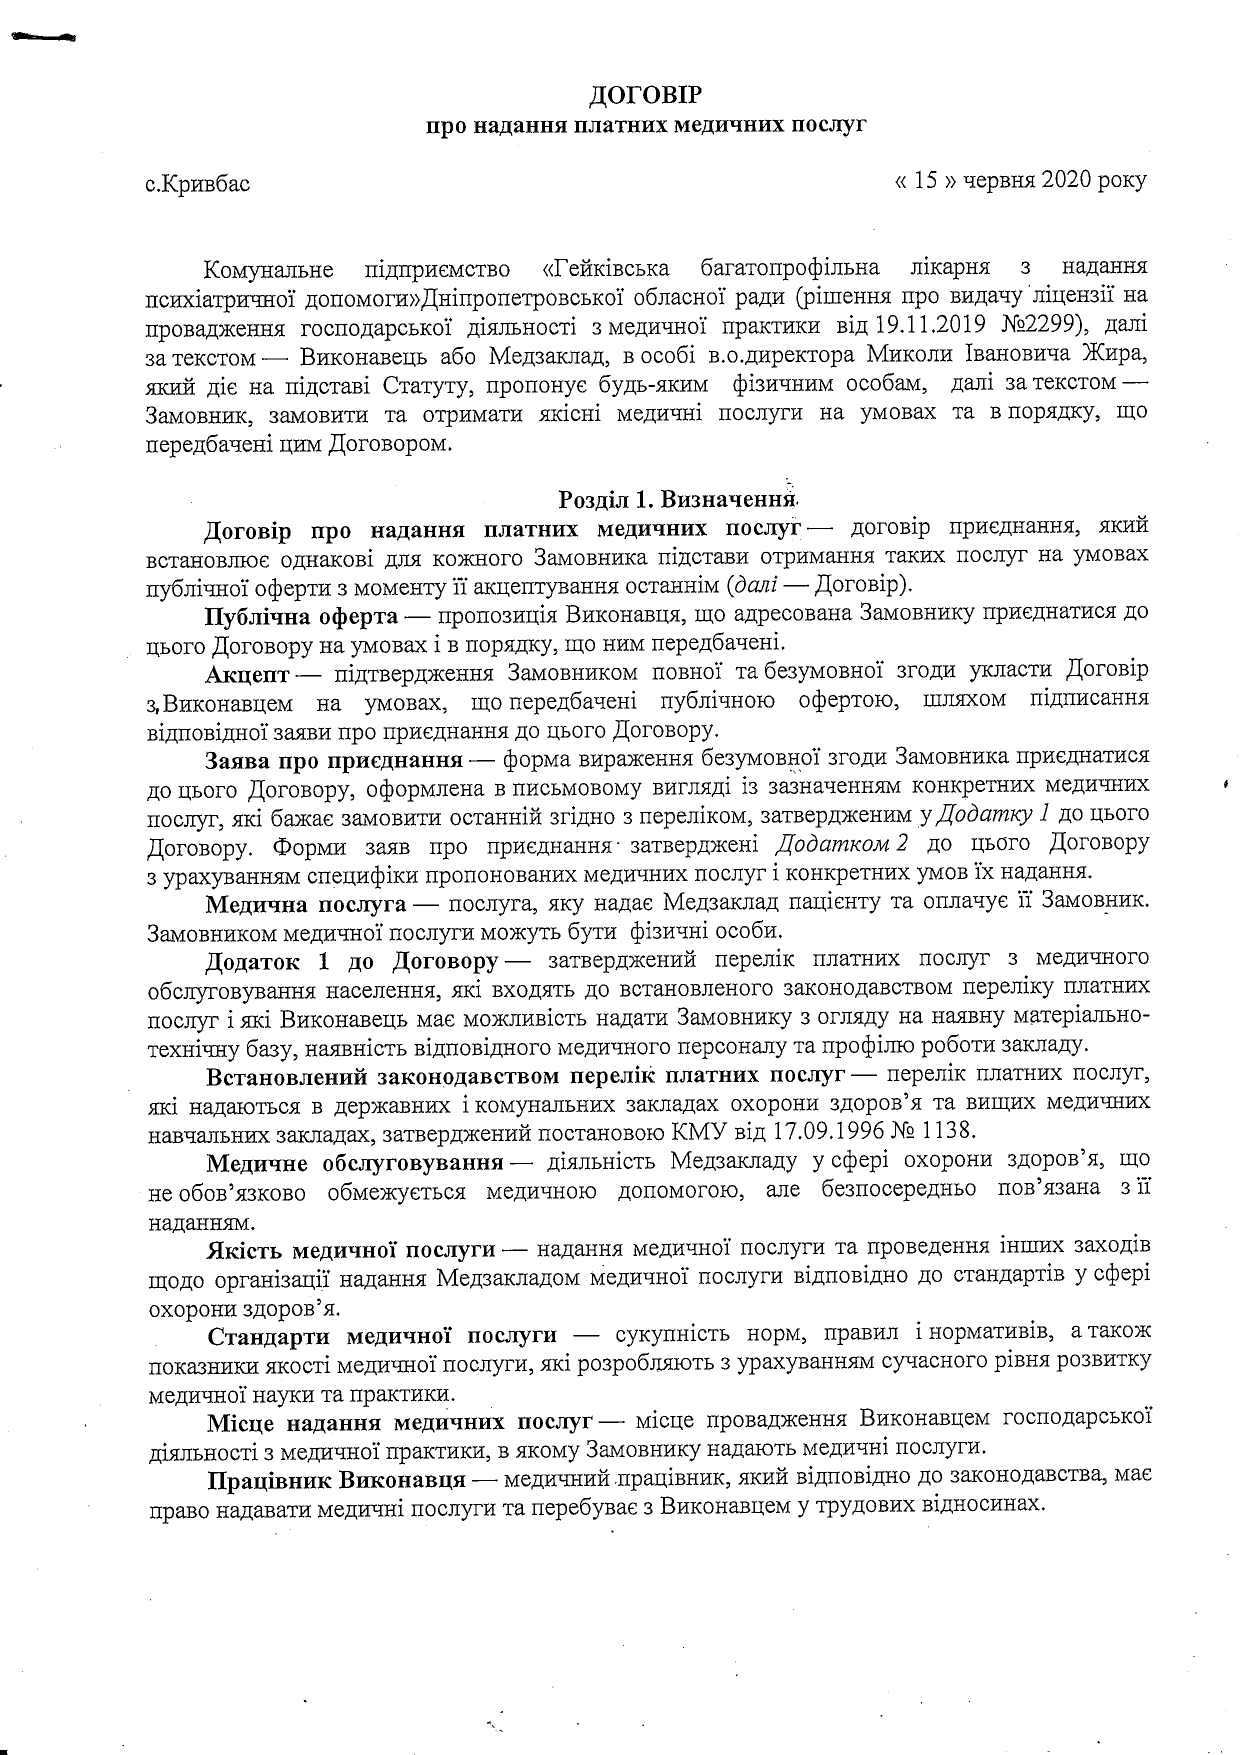 ДОГОВІР
про надання платних медичних послуг
с.Кривбас « 15 » червня 2020 року
Комунальне підприємство «Гейківська багатопрофільна лікарня з надання
психіатричної допомоги»Дніпропетровської обласної ради (рішення про видачу ліцензії на
провадження господарської діяльності з медичної практики від 19.11.2019 №2299), далі
за текстом — Виконавець або Медзаклад, в особі в.о.директора Миколи Івановича Жира,
який діє на підставі Статуту, пропонує будь-яким фізичним особам, далі за текстом —
Замовник, замовити та отримати якісні медичні послуги на умовах та в порядку, що
передбачені цим Договором.
Розділ 1. Визначення.
Договір про надання платних медичних послуг — договір приєднання, який
встановлює однакові для кожного Замовника підстави отримання таких послуг на умовах
публічної оферти з моменту її акцептування останнім (далі — Договір).
Публічна оферта — пропозиція Виконавця, що адресована Замовнику приєднатися до
цього Договору на умовах і в порядку, що ним передбачені.
Акцепт — підтвердження Замовником повної та безумовної згоди укласти Договір
з Виконавцем на умовах, що передбачені публічною офертою, шляхом підписання
відповідної заяви про приєднання до цього Договору.
Заява про приєднання — форма вираження безумовної згоди Замовника приєднатися
до цього Договору, оформлена в письмовому вигляді із зазначенням конкретних медичних
послуг, які бажає замовити останній згідно з переліком, затвердженим у Додатку 1 до цього
Договору. Форми заяв про приєднання затверджені Додатком 2 до цього Договору
з урахуванням специфіки пропонованих медичних послуг і конкретних умов їх надання.
Медична послуга — послуга, яку надає Медзаклад пацієнту та оплачує її Замовник.
Замовником медичної послуги можуть бути фізичні особи.
Додаток 1 до Договору — затверджений перелік платних послуг з медичного
обслуговування населення, які входять до встановленого законодавством переліку платних
послуг і які Виконавець має можливість надати Замовнику з огляду на наявну матеріально-
технічну базу, наявність відповідного медичного персоналу та профілю роботи закладу.
Встановлений законодавством перелік платних послуг — перелік платних послуг,
які надаються в державних і комунальних закладах охорони здоров’я та вищих медичних
навчальних закладах, затверджений постановою КМУ від 17.09.1996 № 1138.
Медичне обслуговування — діяльність Медзакладу у сфері охорони здоров’я, що
не обов’язково обмежується медичною допомогою, але безпосередньо пов’язана з її
наданням.
Якість медичної послуги — надання медичної послуги та проведення інших заходів
щодо організації надання Медзакладом медичної послуги відповідно до стандартів у сфері
охорони здоров’я.
Стандарти медичної послуги — сукупність норм, правил і нормативів, а також
показники якості медичної послуги, які розробляють з урахуванням сучасного рівня розвитку
медичної науки та практики.
Місце надання медичних послуг — місце провадження Виконавцем господарської
діяльності з медичної практики, в якому Замовнику надають медичні послуги.
Працівник Виконавця — медичний працівник, який відповідно до законодавства, має
право надавати медичні послуги та перебуває з Виконавцем у трудових відносинах.